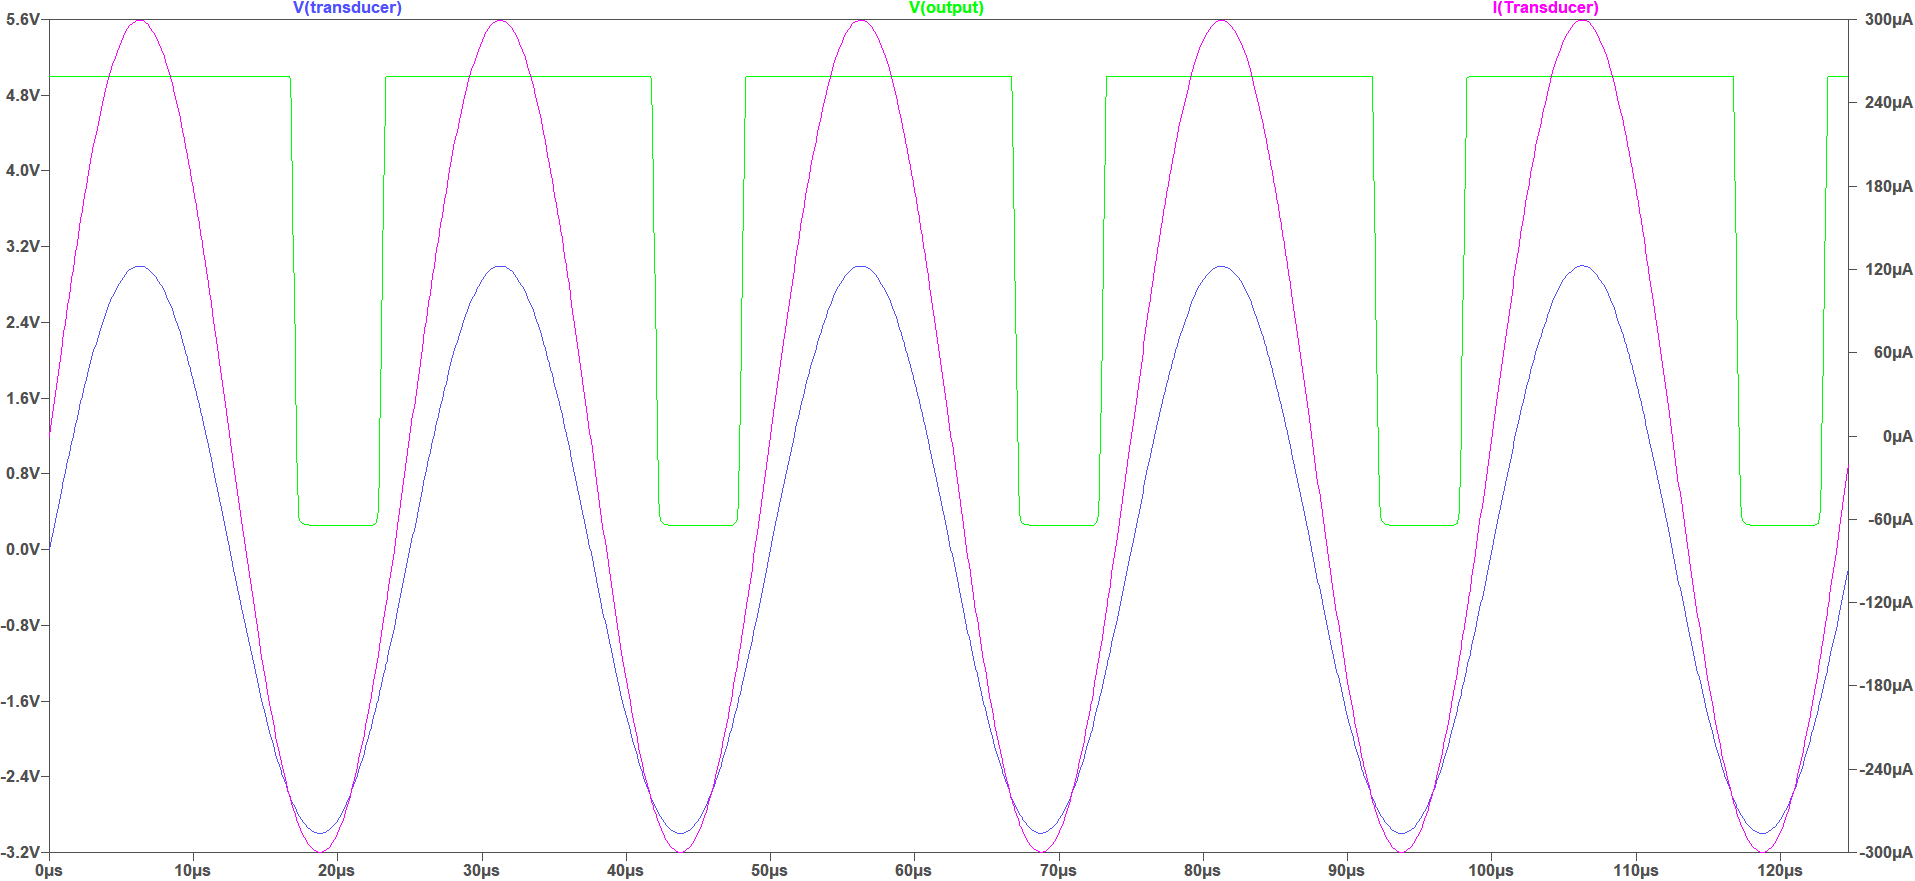 V(transducer) V(output) I(Transducer)
5.6V 300µA
4.8V 240µA
4.0V 180µA
3.2V 120µA
2.4V 60µA
1.6V 0µA
0.8V -60µA
0.0V -120µA
-0.8V -180µA
-1.6V -240µA
-2.4V -300µA
-3.2V
0µs 10µs 20µs 30µs 40µs 50µs 60µs 70µs 80µs 90µs 100µs 110µs 120µs